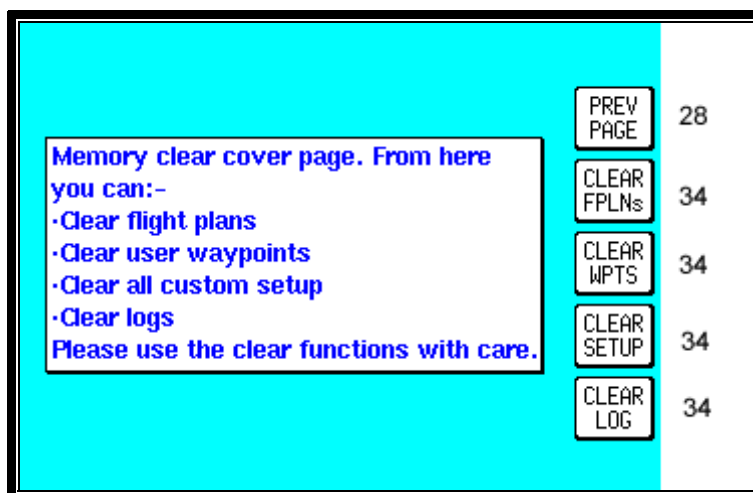 Memory clear cover page. From here
you can:-
·Clear flight plans
·Clear user waypoints
·Clear all custom setup
·Clear logs
Please use the clear functions with care.
PREV
PAGE
28
CLEAR
FPLNs
34
CLEAR
WPTS
34
CLEAR
SETUP
34
CLEAR
LOG
34